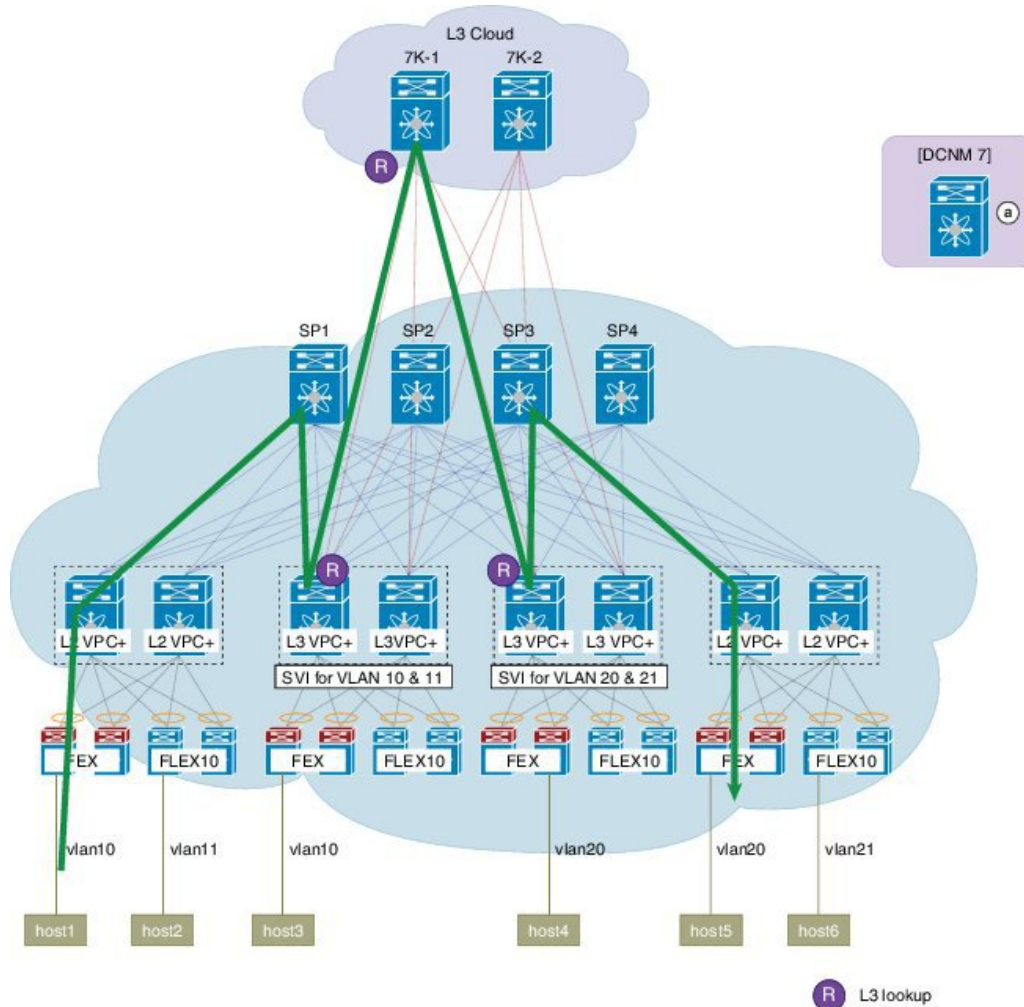 L3 Cloud
7K-1
7K-2
R
[DCNM 7]
a
SP1
SP2
SP3
SP4
R
R
L2 VPC+
L2 VPC+
L3 VPC+
L3VPC+
L3 VPC+
L3 VPC+
L2 VPC+
L2 VPC+
SVI for VLAN 10 & 11
SVI for VLAN 20 & 21
FEX
FLEX10
FEX
FLEX10
FEX
FLEX10
FEX
FLEX10
vlan10
vlan11
vlan10
vlan20
vlan20
vlan21
host1
host2
host3
host4
host5
host6
R L3 lookup